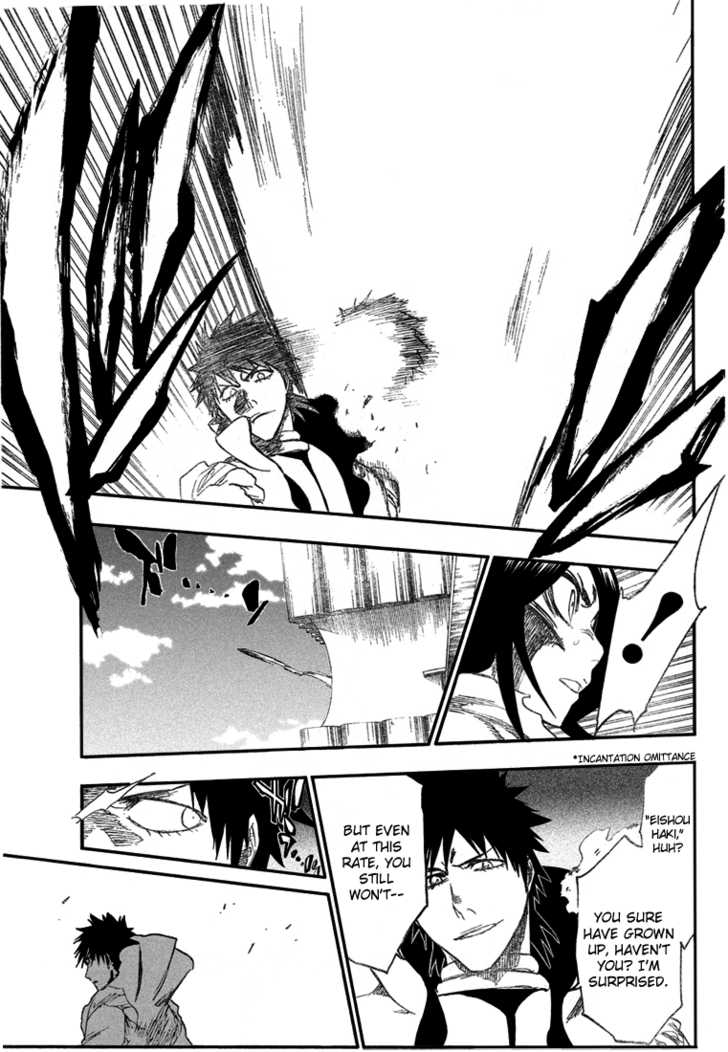 !
*INCANTATION OMITTANCE
"EISHOU
HAKI,"
HUH?
YOU SURE
HAVE GROWN
UP, HAVEN'T
YOU? I'M
SURPRISED.
BUT EVEN
AT THIS
RATE, YOU
STILL
WON'T--